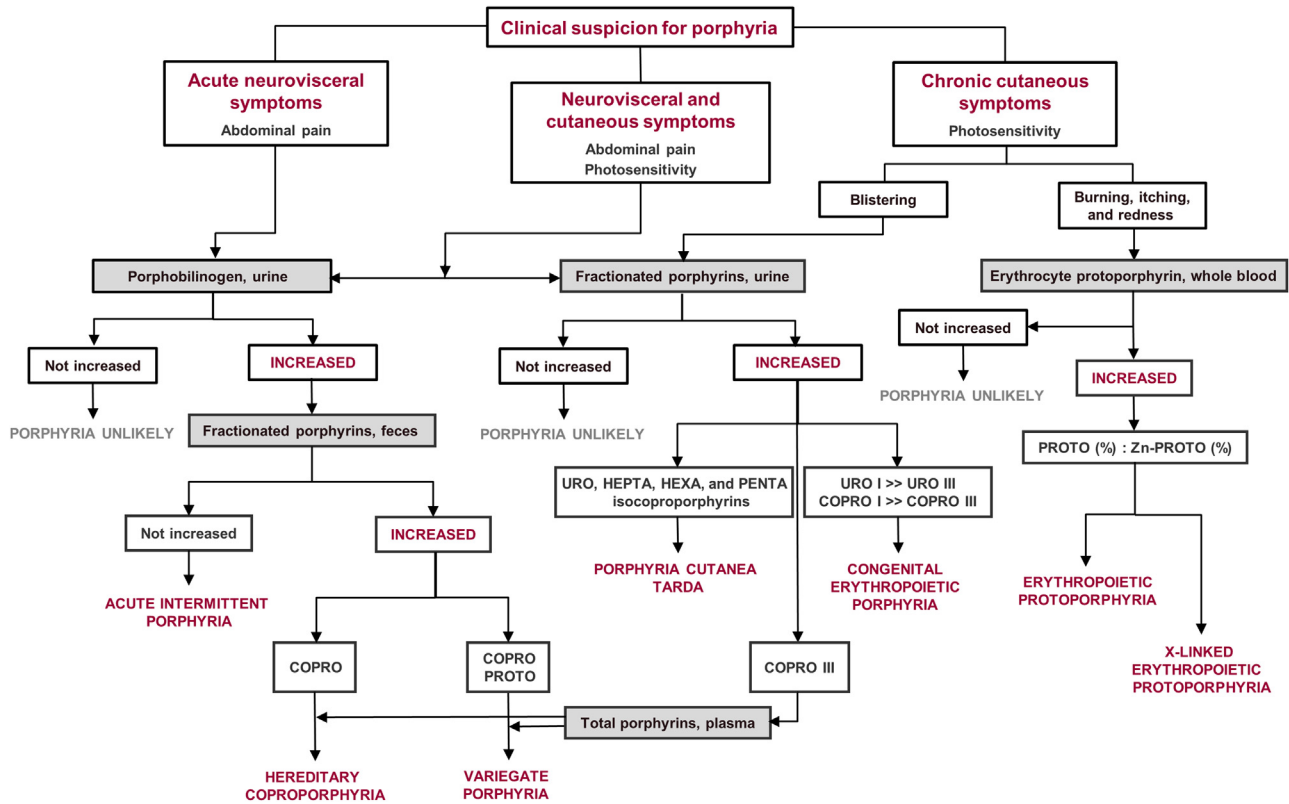 Clinical suspicion for porphyria
Acute neurovisceral
symptoms
Abdominal pain
Neurovisceral and
cutaneous symptoms
Abdominal pain
Photosensitivity
Chronic cutaneous
symptoms
Photosensitivity
Blistering
Burning, itching,
and redness
Porphobilinogen, urine
Fractionated porphyrins, urine
Erythrocyte protoporphyrin, whole blood
Not increased
INCREASED
Not increased
INCREASED
Not increased
INCREASED
PORPHYRIA UNLIKELY
Fractionated porphyrins, feces
PORPHYRIA UNLIKELY
PORPHYRIA UNLIKELY
PROTO (%) : Zn-PROTO (%)
URO, HEPTA, HEXA, and PENTA
isocoproporphyrins
URO I >> URO III
COPRO I >> COPRO III
Not increased
INCREASED
ACUTE INTERMITTENT
PORPHYRIA
PORPHYRIA CUTANEA
TARDA
CONGENITAL
ERYTHROPOIETIC
PORPHYRIA
ERYTHROPOIETIC
PROTOPORPHYRIA
X-LINKED
ERYTHROPOIETIC
PROTOPORPHYRIA
COPRO
COPRO
PROTO
COPRO III
Total porphyrins, plasma
HEREDITARY
COPROPORPHYRIA
VARIEGATE
PORPHYRIA